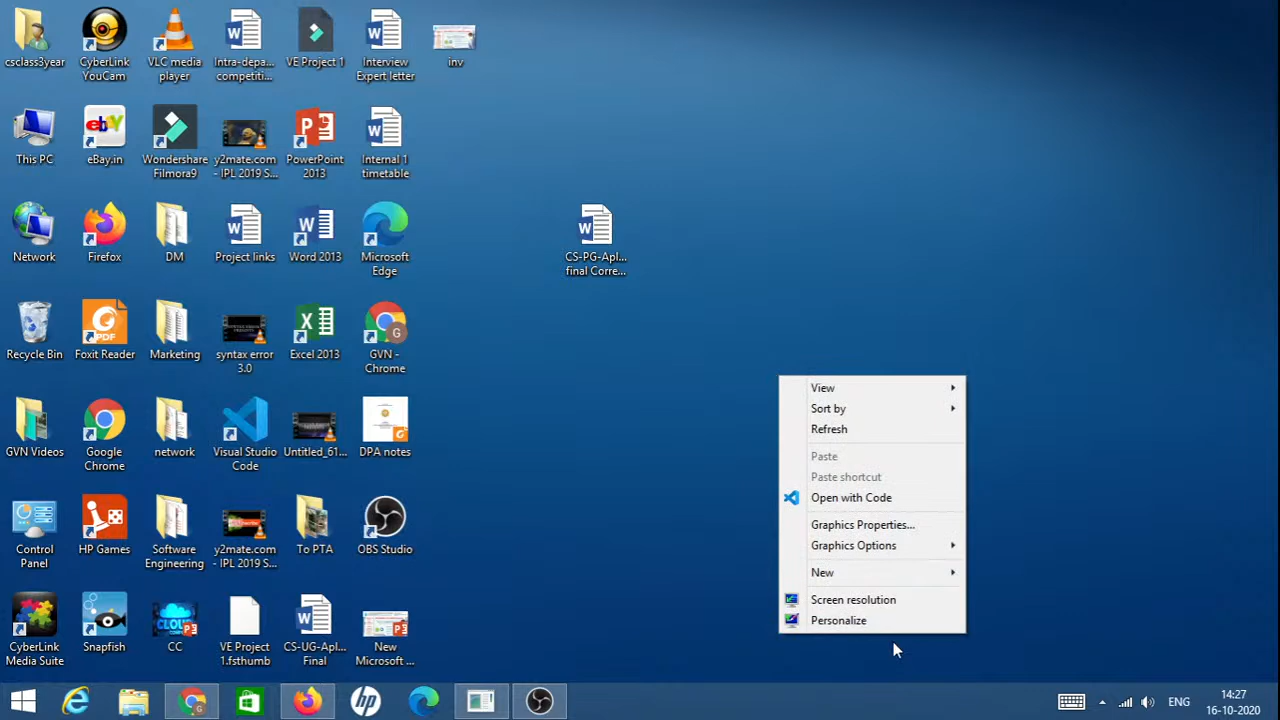 csclass3year
CyberLink
YouCam
VLC media
player
Intra-depa...
competiti...
VE Project 1
Interview
Expert letter
inv
This PC
eBay.in
Wondershare
Filmora9
y2mate.com
- IPL 2019 S...
PowerPoint
2013
Internal 1
timetable
Network
Firefox
DM
Project links
Word 2013
Microsoft
Edge
CS-PG-Apl...
final Corre...
Recycle Bin
Foxit Reader
Marketing
syntax error
3.0
Excel 2013
GVN -
Chrome
GVN Videos
Google
Chrome
network
Visual Studio
Code
Untitled_61...
DPA notes
Control
Panel
HP Games
Software
Engineering
y2mate.com
- IPL 2019 S...
To PTA
OBS Studio
CyberLink
Media Suite
Snapfish
CC
VE Project
1.fsthumb
CS-UG-Apl...
Final
New
Microsoft ...
View
Sort by
Refresh
Paste
Paste shortcut
Open with Code
Graphics Properties...
Graphics Options
New
Screen resolution
Personalize
ENG
14:27
16-10-2020